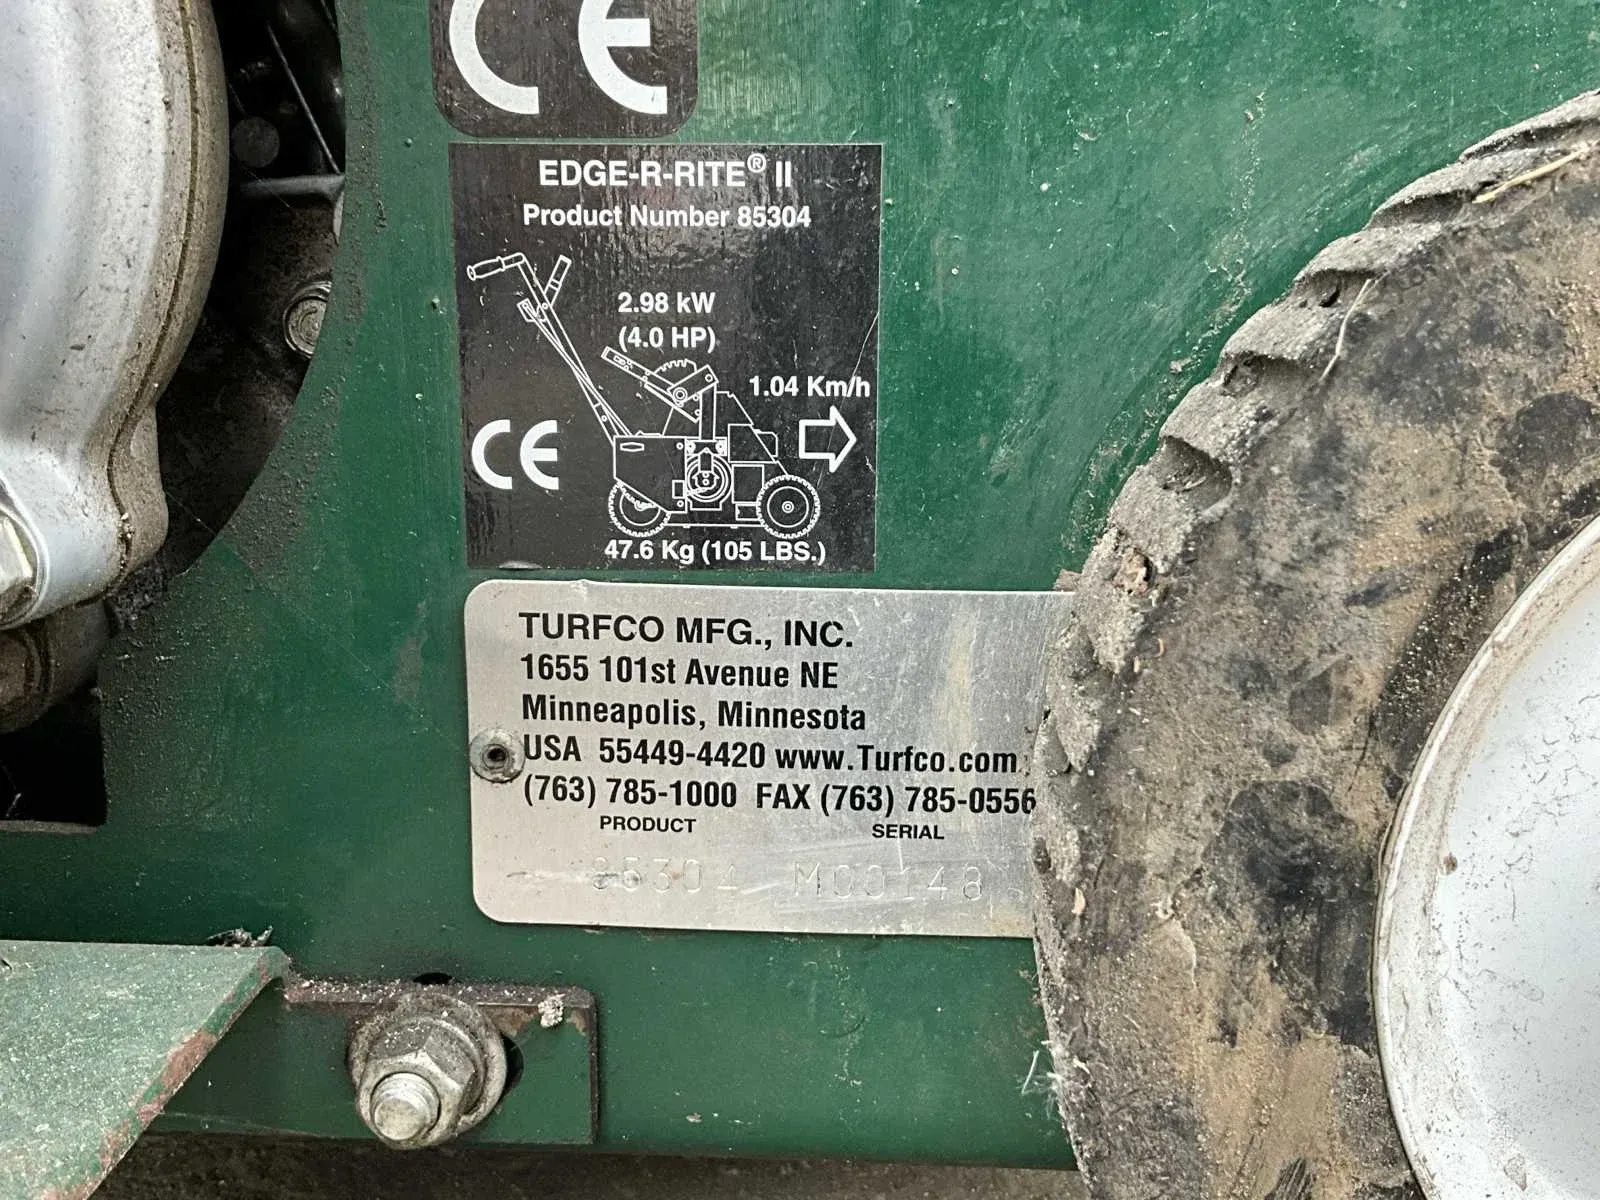 CE
EDGE-R-RITE® II
Product Number 85304
2.98 kW
(4.0 HP)
1.04 Km/h
CE
47.6 Kg (105 LBS.)
TURFCO MFG., INC.
1655 101st Avenue NE
Minneapolis, Minnesota
USA 55449-4420 www.Turfco.com
(763) 785-1000 FAX (763) 785-0556
PRODUCT SERIAL
85304 M00148